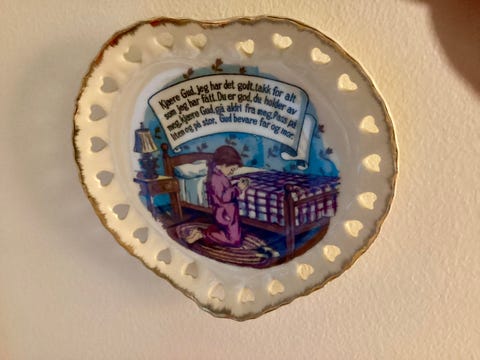 Kjære Gud, jeg har det godt, takk for alt
som jeg har fått. Du er god, du holder av
meg, kjære Gud, gå aldri fra meg. Pass på
liten og på stor, Gud bevare far og mor.